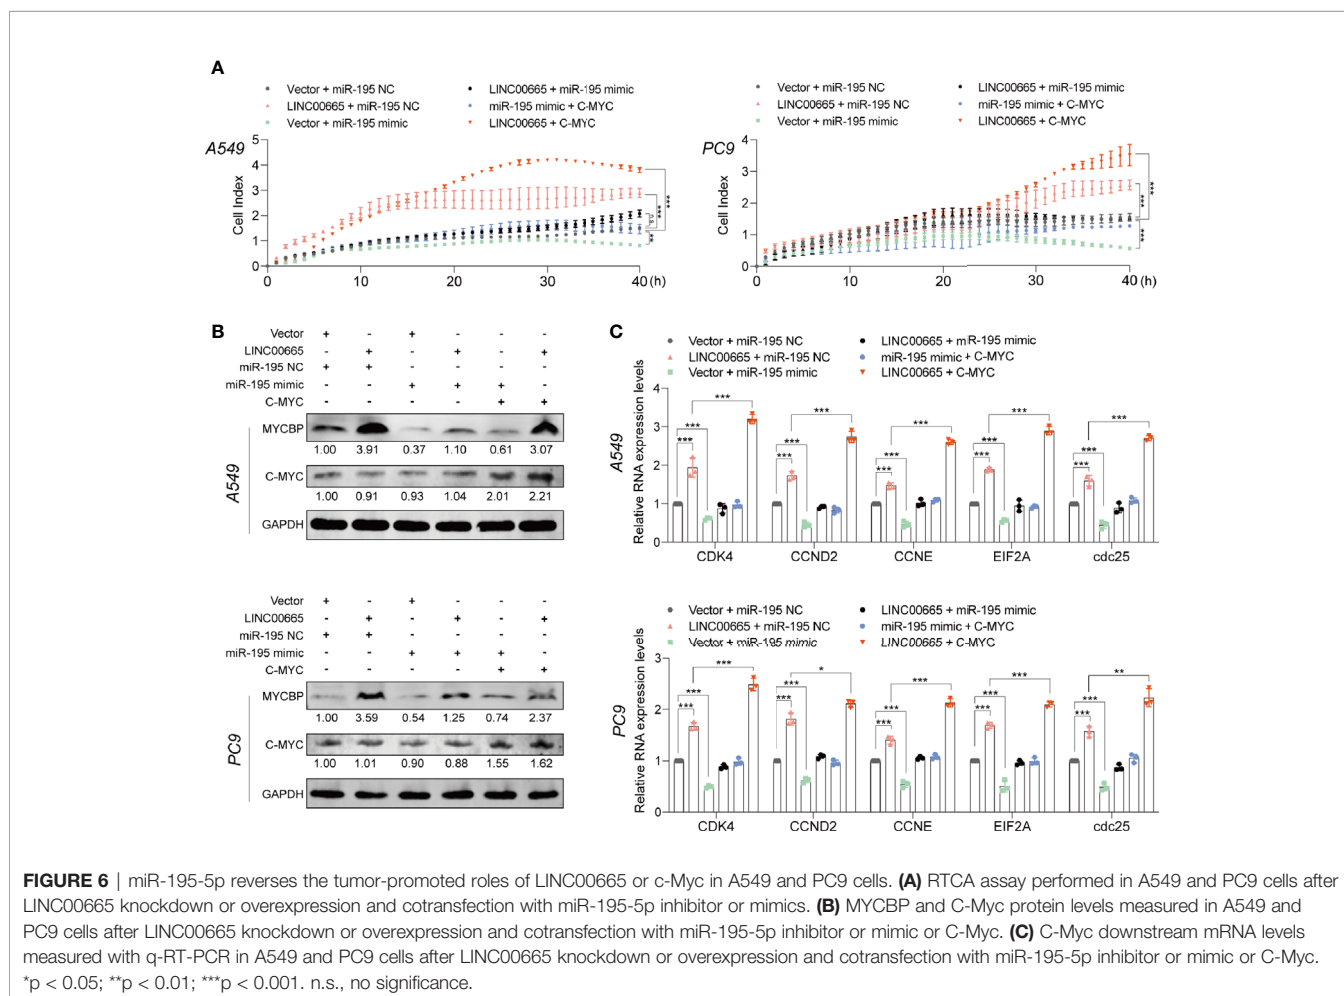 A
Vector + miR-195 NC
LINC00665 + miR-195 NC
Vector + miR-195 mimic
LINC00665 + miR-195 mimic
miR-195 mimic + C-MYC
LINC00665 + C-MYC
A549
Cell Index
5
4
3
2
1
0
0 10 20 30 40 (h)
*** *** n.s. **
Vector + miR-195 NC
LINC00665 + miR-195 NC
Vector + miR-195 mimic
LINC00665 + miR-195 mimic
miR-195 mimic + C-MYC
LINC00665 + C-MYC
PC9
Cell Index
4
3
2
1
0
0 10 20 30 40 (h)
*** *** ***
B
Vector + - + - - -
LINC00665 - + - + - +
miR-195 NC + + - - - -
miR-195 mimic - - + + + -
C-MYC - - - - + +
A549
MYCBP
1.00 3.91 0.37 1.10 0.61 3.07
C-MYC
1.00 0.91 0.93 1.04 2.01 2.21
GAPDH
Vector + - + - - -
LINC00665 - + - + - +
miR-195 NC + + - - - -
miR-195 mimic - - + + + -
C-MYC - - - - + +
PC9
MYCBP
1.00 3.59 0.54 1.25 0.74 2.37
C-MYC
1.00 1.01 0.90 0.88 1.55 1.62
GAPDH
C
Vector + miR-195 NC
LINC00665 + miR-195 NC
Vector + miR-195 mimic
LINC00665 + miR-195 mimic
miR-195 mimic + C-MYC
LINC00665 + C-MYC
A549
Relative RNA expression levels
4
3
2
1
0
*** *** ***
*** *** ***
*** *** ***
*** *** ***
*** *** ***
CDK4 CCND2 CCNE EIF2A cdc25
Vector + miR-195 NC
LINC00665 + miR-195 NC
Vector + miR-195 mimic
LINC00665 + miR-195 mimic
miR-195 mimic + C-MYC
LINC00665 + C-MYC
PC9
Relative RNA expression levels
3
2
1
0
*** *** ***
*** *** *
*** *** ***
*** *** ***
*** *** **
CDK4 CCND2 CCNE EIF2A cdc25
FIGURE 6 | miR-195-5p reverses the tumor-promoted roles of LINC00665 or c-Myc in A549 and PC9 cells. (A) RTCA assay performed in A549 and PC9 cells after
LINC00665 knockdown or overexpression and cotransfection with miR-195-5p inhibitor or mimics. (B) MYCBP and C-Myc protein levels measured in A549 and
PC9 cells after LINC00665 knockdown or overexpression and cotransfection with miR-195-5p inhibitor or mimic or C-Myc. (C) C-Myc downstream mRNA levels
measured with q-RT-PCR in A549 and PC9 cells after LINC00665 knockdown or overexpression and cotransfection with miR-195-5p inhibitor or mimic or C-Myc.
*p < 0.05; **p < 0.01; ***p < 0.001. n.s., no significance.